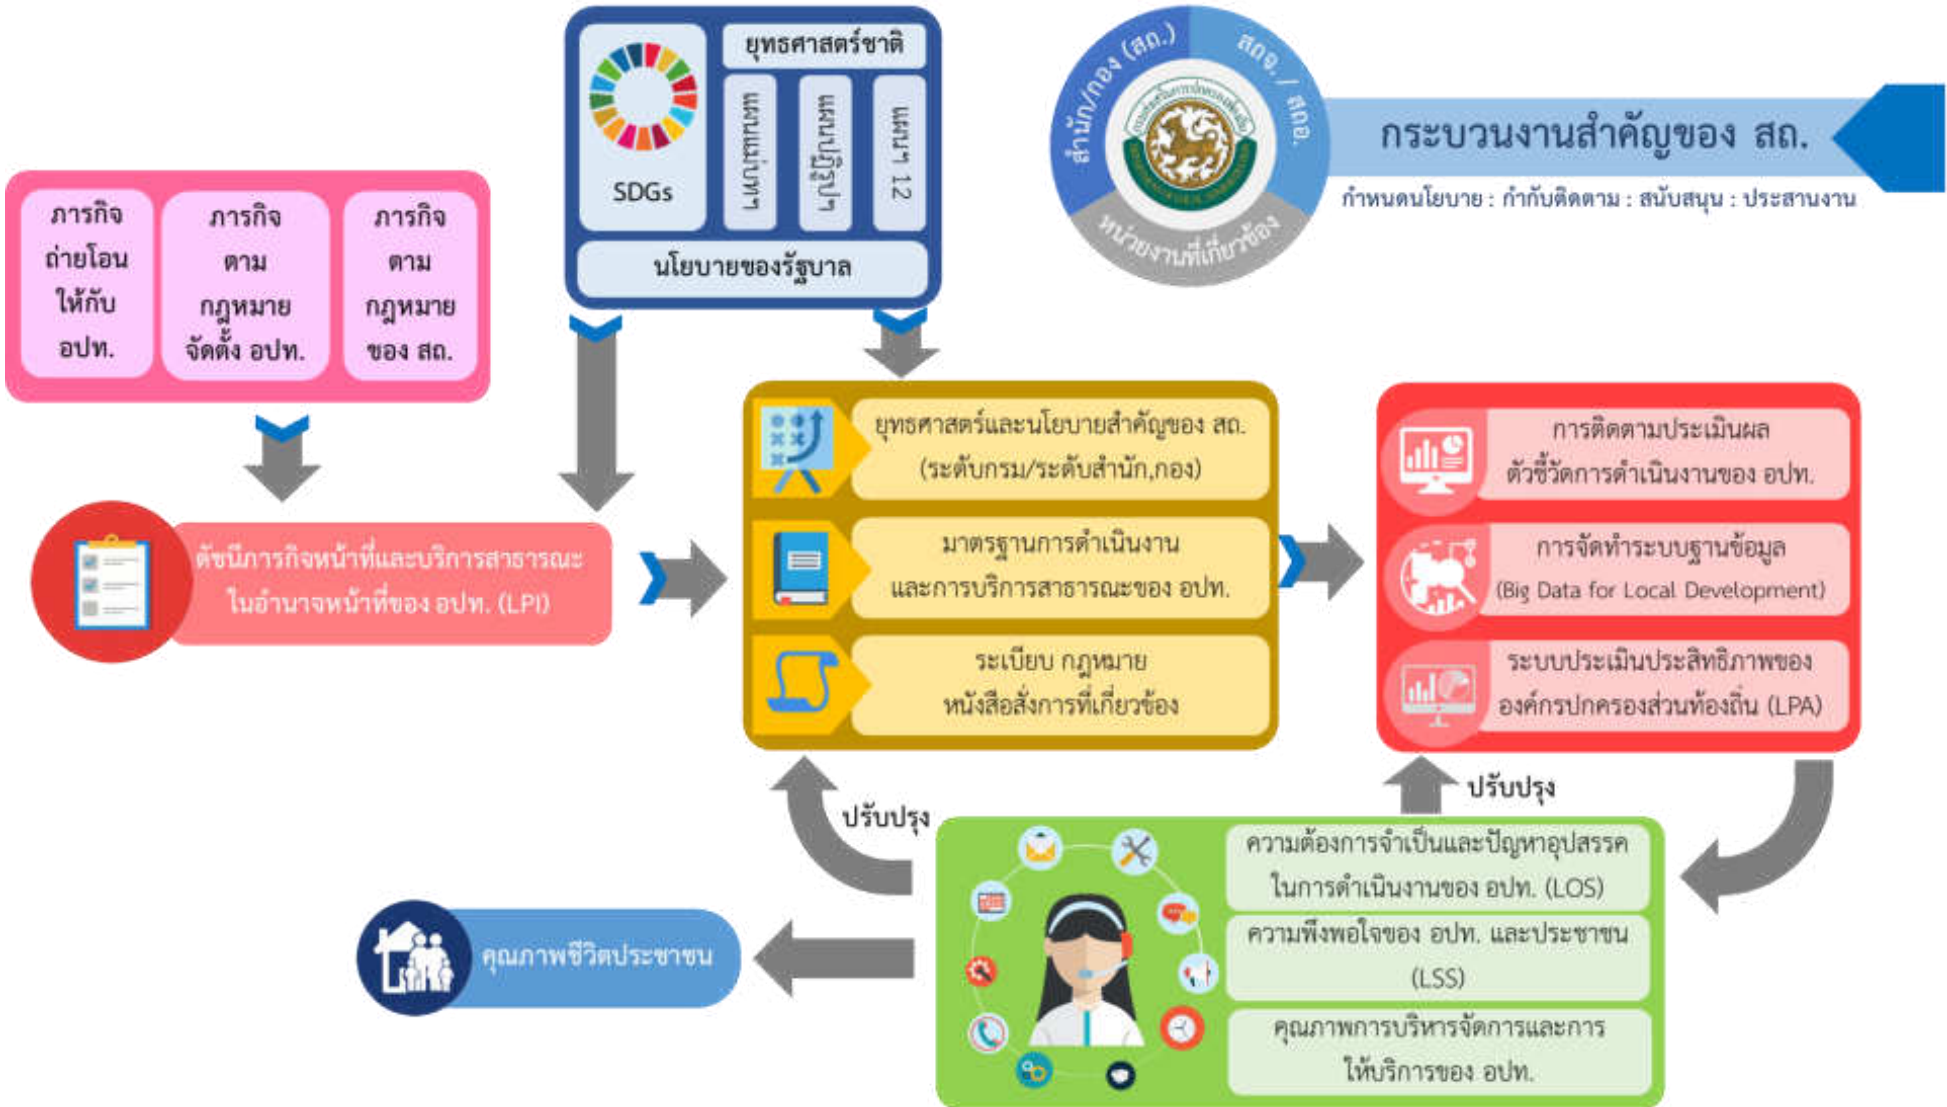 ยุทธศาสตร์ชาติ
SDGs
แผนแม่บทฯ
แผนปฏิรูปฯ
แผนฯ 12
นโยบายของรัฐบาล
สำนัก/กอง (สถ.)
สถจ. / สถอ.
หน่วยงานที่เกี่ยวข้อง
กระบวนงานสำคัญของ สถ.
กำหนดนโยบาย : กำกับติดตาม : สนับสนุน : ประสานงาน
ภารกิจ
ถ่ายโอน
ให้กับ
อปท.
ภารกิจ
ตาม
กฎหมาย
จัดตั้ง อปท.
ภารกิจ
ตาม
กฎหมาย
ของ สถ.
ดัชนีภารกิจหน้าที่และบริการสาธารณะ
ในอำนาจหน้าที่ของ อปท. (LPI)
ยุทธศาสตร์และนโยบายสำคัญของ สถ.
(ระดับกรม/ระดับสำนัก,กอง)
มาตรฐานการดำเนินงาน
และการบริการสาธารณะของ อปท.
ระเบียบ กฎหมาย
หนังสือสั่งการที่เกี่ยวข้อง
การติดตามประเมินผล
ตัวชี้วัดการดำเนินงานของ อปท.
การจัดทำระบบฐานข้อมูล
(Big Data for Local Development)
ระบบประเมินประสิทธิภาพของ
องค์กรปกครองส่วนท้องถิ่น (LPA)
ปรับปรุง
ปรับปรุง
ความต้องการจำเป็นและปัญหาอุปสรรค
ในการดำเนินงานของ อปท. (LOS)
ความพึงพอใจของ อปท. และประชาชน
(LSS)
คุณภาพการบริหารจัดการและการ
ให้บริการของ อปท.
คุณภาพชีวิตประชาชน